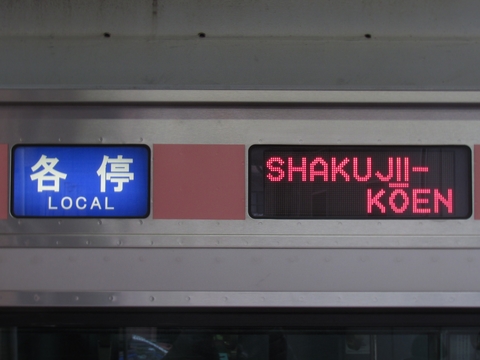 各停
LOCAL
SHAKUJII-
KŌEN